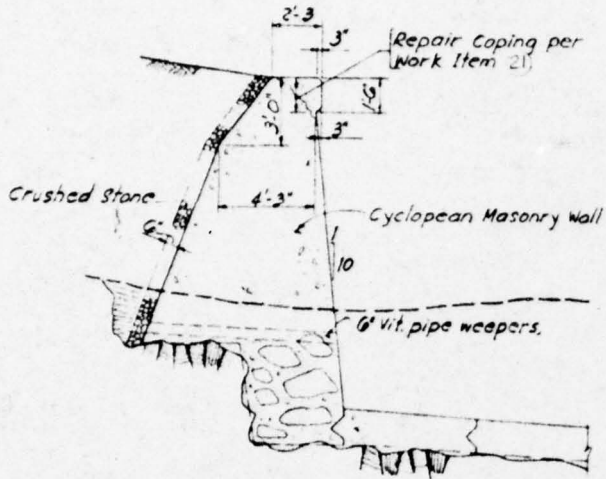 2'-3
3"
Repair Coping per
Work Item 21
1'-6
3'-0"
3"
4'-3"
Crushed Stone
6"
Cyclopean Masonry Wall
1
10
6" Vit. pipe weepers.